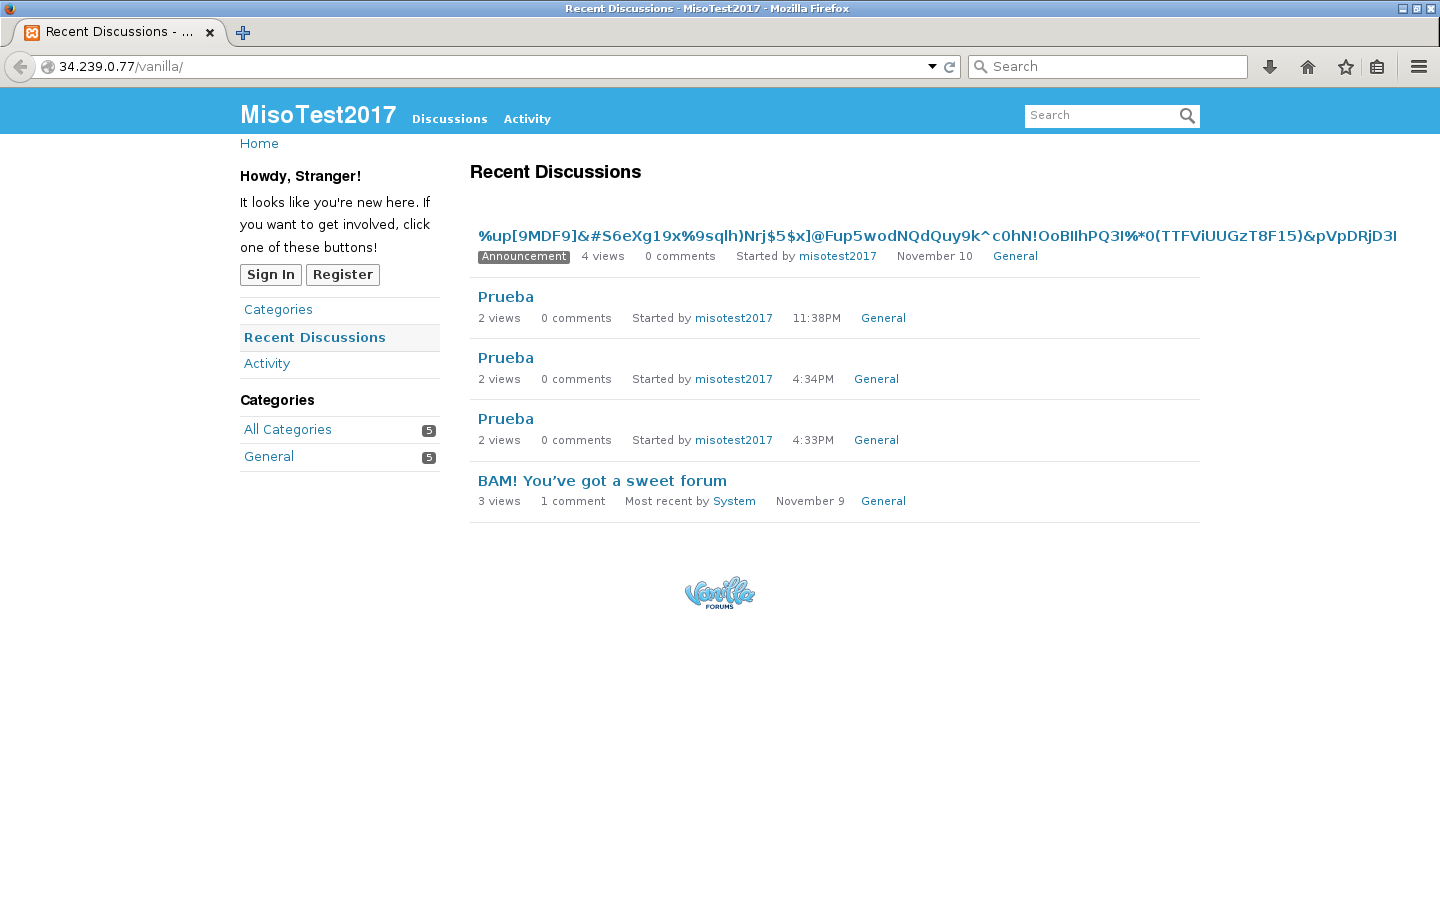 Recent Discussions - MisoTest2017 - Mozilla Firefox
Recent Discussions - ...
34.239.0.77/vanilla/
Search
MisoTest2017 Discussions Activity
Search
Home
Howdy, Stranger!
It looks like you're new here. If
you want to get involved, click
one of these buttons!
Sign In Register
Categories
Recent Discussions
Activity
Categories
All Categories 5
General 5
Recent Discussions
%up[9MDF9]&#S6eXg19x%9sqlh)Nrj$5$x]@Fup5wodNQdQuy9k^c0hN!OoBIIhPQ3I%*0(TTFViUUGzT8F15)&pVpDRjD3I
Announcement 4 views 0 comments Started by misotest2017 November 10 General
Prueba
2 views 0 comments Started by misotest2017 11:38PM General
Prueba
2 views 0 comments Started by misotest2017 4:34PM General
Prueba
2 views 0 comments Started by misotest2017 4:33PM General
BAM! You’ve got a sweet forum
3 views 1 comment Most recent by System November 9 General
Vanilla
FORUMS